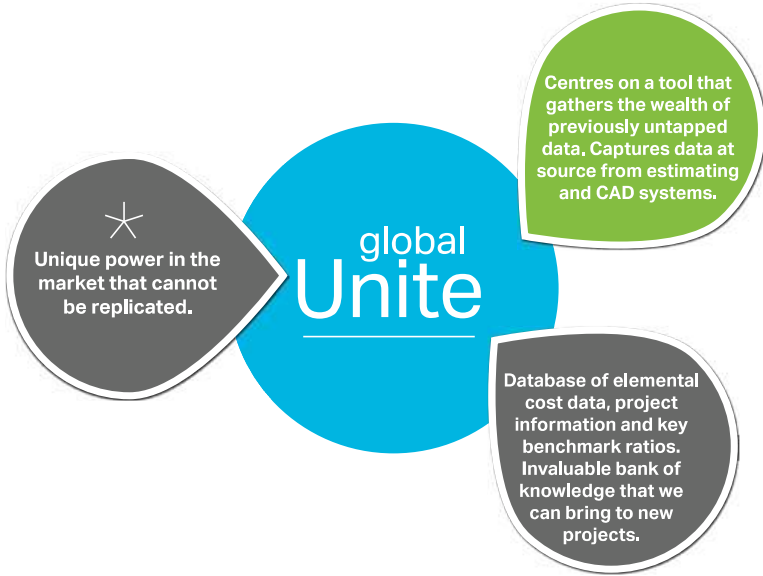 Centres on a tool that
gathers the wealth of
previously untapped
data. Captures data at
source from estimating
and CAD systems.
global
Unite
Unique power in the
market that cannot
be replicated.
Database of elemental
cost data, project
information and key
benchmark ratios.
Invaluable bank of
knowledge that we
can bring to new
projects.